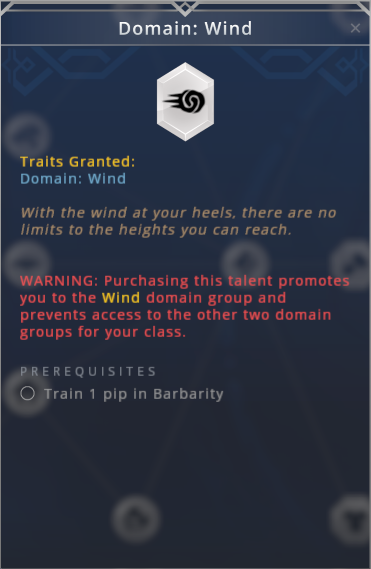 Domain: Wind
Traits Granted:
Domain: Wind
With the wind at your heels, there are no
limits to the heights you can reach.
WARNING: Purchasing this talent promotes
you to the Wind domain group and
prevents access to the other two domain
groups for your class.
PREREQUISITES
Train 1 pip in Barbarity